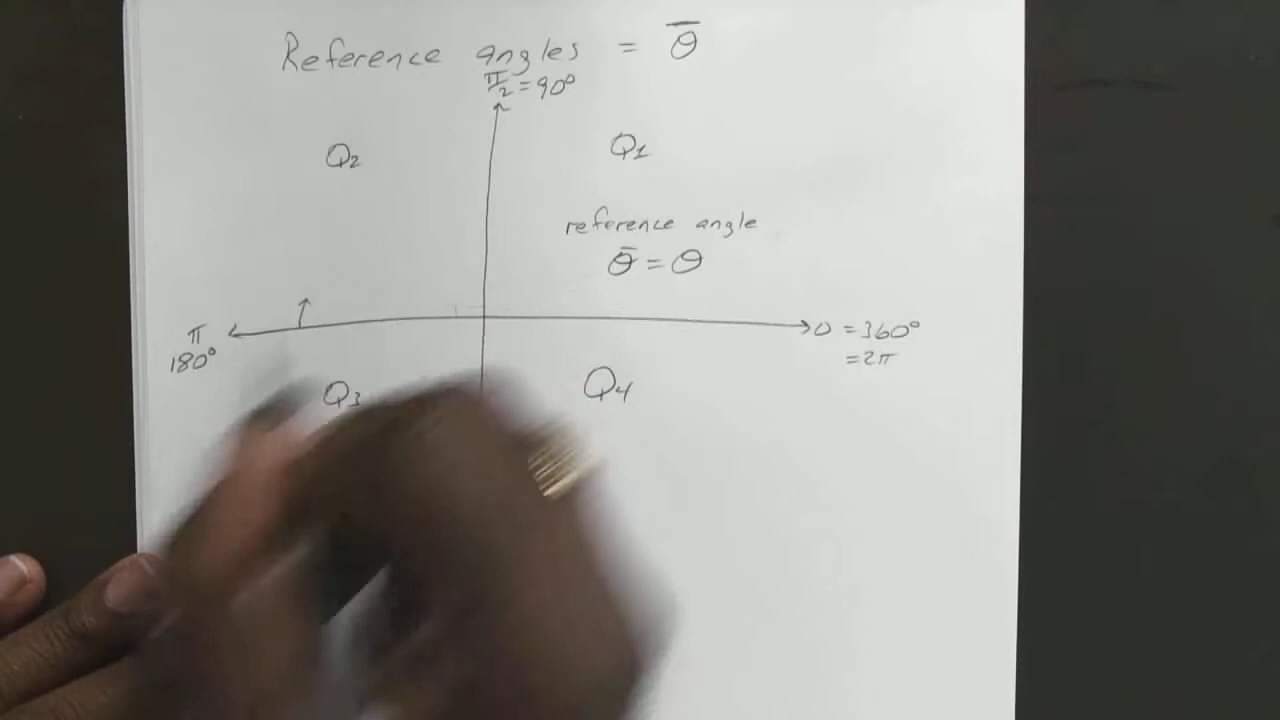 Reference angles = θ̅
π/2 = 90°
Q2
Q1
reference angle
θ̅ = θ
π
180°
0 = 360°
= 2π
Q3
Q4